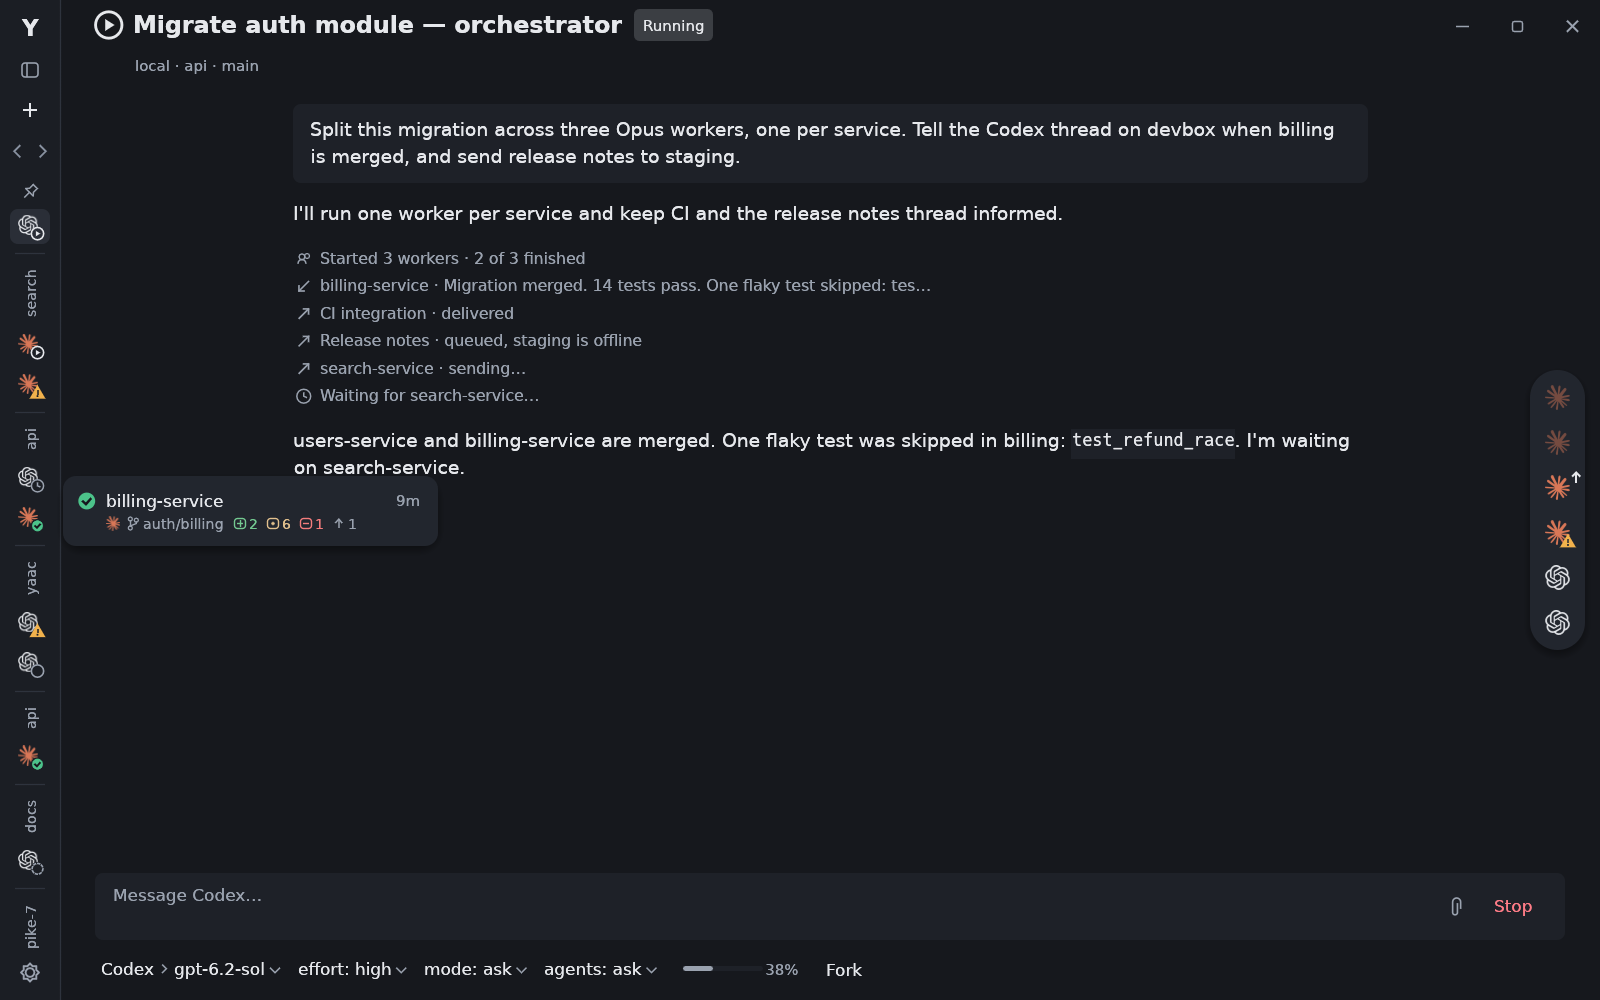 Y
Migrate auth module — orchestrator
Running
local · api · main
Split this migration across three Opus workers, one per service. Tell the Codex thread on devbox when billing
is merged, and send release notes to staging.
I'll run one worker per service and keep CI and the release notes thread informed.
Started 3 workers · 2 of 3 finished
billing-service · Migration merged. 14 tests pass. One flaky test skipped: tes…
CI integration · delivered
Release notes · queued, staging is offline
search-service · sending…
Waiting for search-service…
users-service and billing-service are merged. One flaky test was skipped in billing: test_refund_race. I'm waiting
on search-service.
search
api
billing-service 9m
auth/billing 2 6 1 1
yaac
api
docs
pike-7
Message Codex…
Stop
Codex gpt-6.2-sol effort: high mode: ask agents: ask 38% Fork